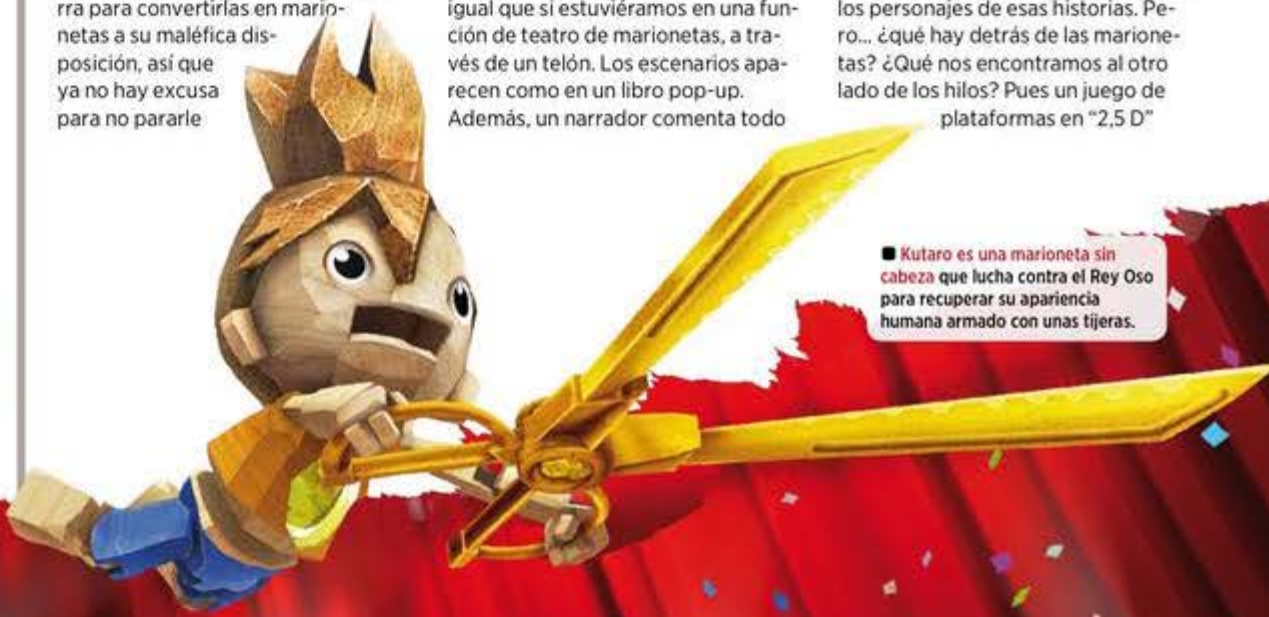 rra para convertirlas en mario-
netas a su maléfica dis-
posición, así que
ya no hay excusa
para no pararle
igual que si estuviéramos en una fun-
ción de teatro de marionetas, a tra-
vés de un telón. Los escenarios apa-
recen como en un libro pop-up.
Además, un narrador comenta todo
los personajes de esas historias. Pe-
ro... ¿qué hay detrás de las marione-
tas? ¿Qué nos encontramos al otro
lado de los hilos? Pues un juego de
plataformas en “2,5 D”
■ Kutaro es una marioneta sin
cabeza que lucha contra el Rey Oso
para recuperar su apariencia
humana armado con unas tijeras.